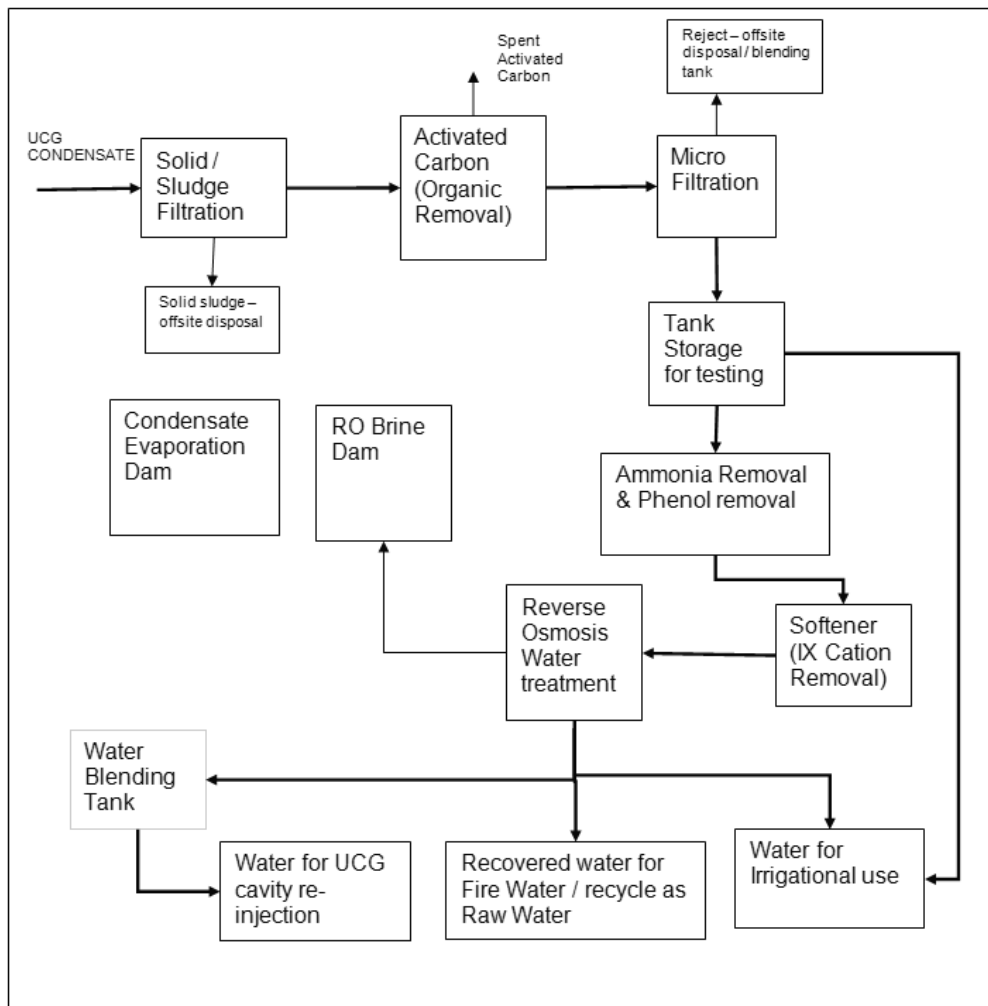 Spent
Activated
Carbon
Reject – offsite
disposal / blending
tank
UCG
CONDENSATE
Solid /
Sludge
Filtration
Activated
Carbon
(Organic
Removal)
Micro
Filtration
Solid sludge –
offsite disposal
Tank
Storage
for testing
Condensate
Evaporation
Dam
RO Brine
Dam
Ammonia Removal
& Phenol removal
Reverse
Osmosis
Water
treatment
Softener
(IX Cation
Removal)
Water
Blending
Tank
Water for UCG
cavity re-
injection
Recovered water for
Fire Water / recycle as
Raw Water
Water for
Irrigational use